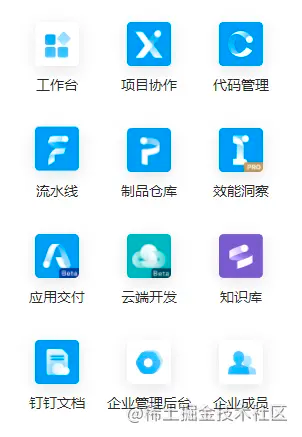 工作台 项目协作 代码管理
PRO
流水线 制品仓库 效能洞察
Beta Beta
应用交付 云端开发 知识库
钉钉文档 企业管理后台 企业成员
@稀土掘金技术社区